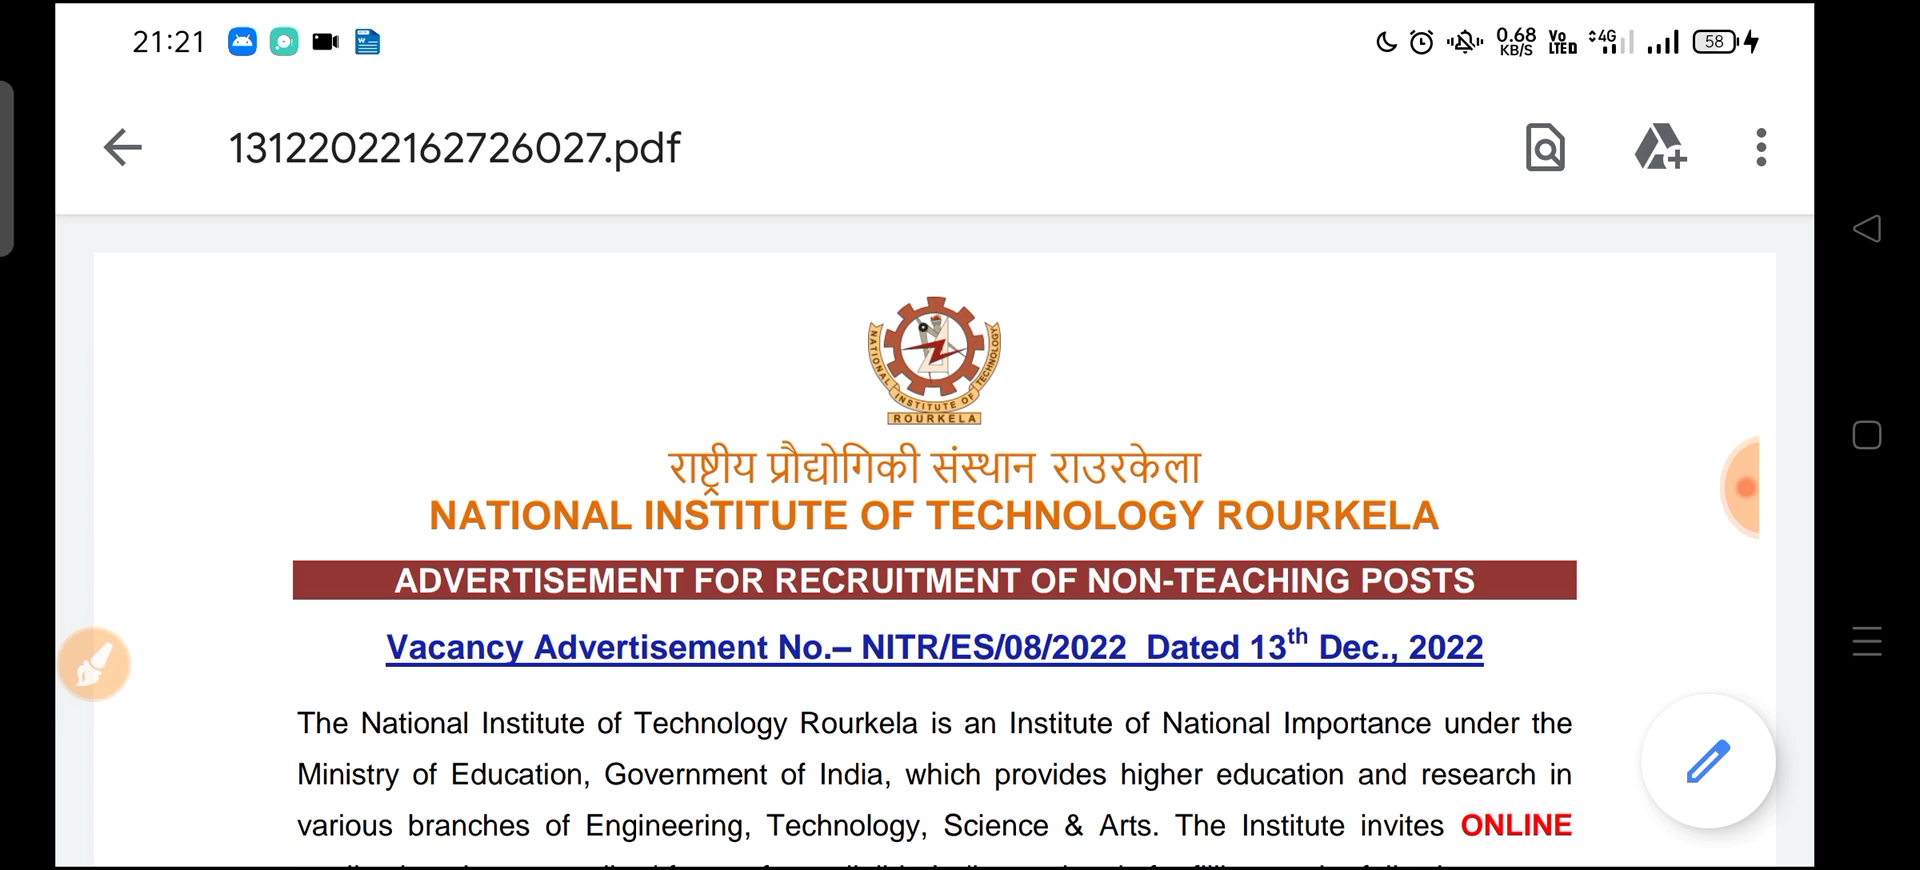 21:21 0.68 KB/S Vo LTE 4G 58
13122022162726027.pdf
NATIONAL INSTITUTE OF TECHNOLOGY
ROURKELA
राष्ट्रीय प्रौद्योगिकी संस्थान राउरकेला
NATIONAL INSTITUTE OF TECHNOLOGY ROURKELA
ADVERTISEMENT FOR RECRUITMENT OF NON-TEACHING POSTS
Vacancy Advertisement No.– NITR/ES/08/2022 Dated 13th Dec., 2022
The National Institute of Technology Rourkela is an Institute of National Importance under the
Ministry of Education, Government of India, which provides higher education and research in
various branches of Engineering, Technology, Science & Arts. The Institute invites ONLINE